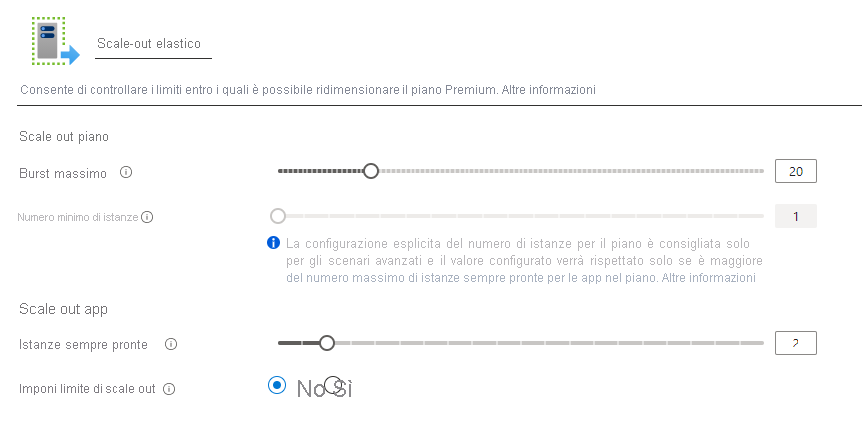 Scale-out elastico
Consente di controllare i limiti entro i quali è possibile ridimensionare il piano Premium. Altre informazioni
Scale out piano
Burst massimo 20
Numero minimo di istanze 1
La configurazione esplicita del numero di istanze per il piano è consigliata solo
per gli scenari avanzati e il valore configurato verrà rispettato solo se è maggiore
del numero massimo di istanze sempre pronte per le app nel piano. Altre informazioni
Scale out app
Istanze sempre pronte 2
Imponi limite di scale out No Sì